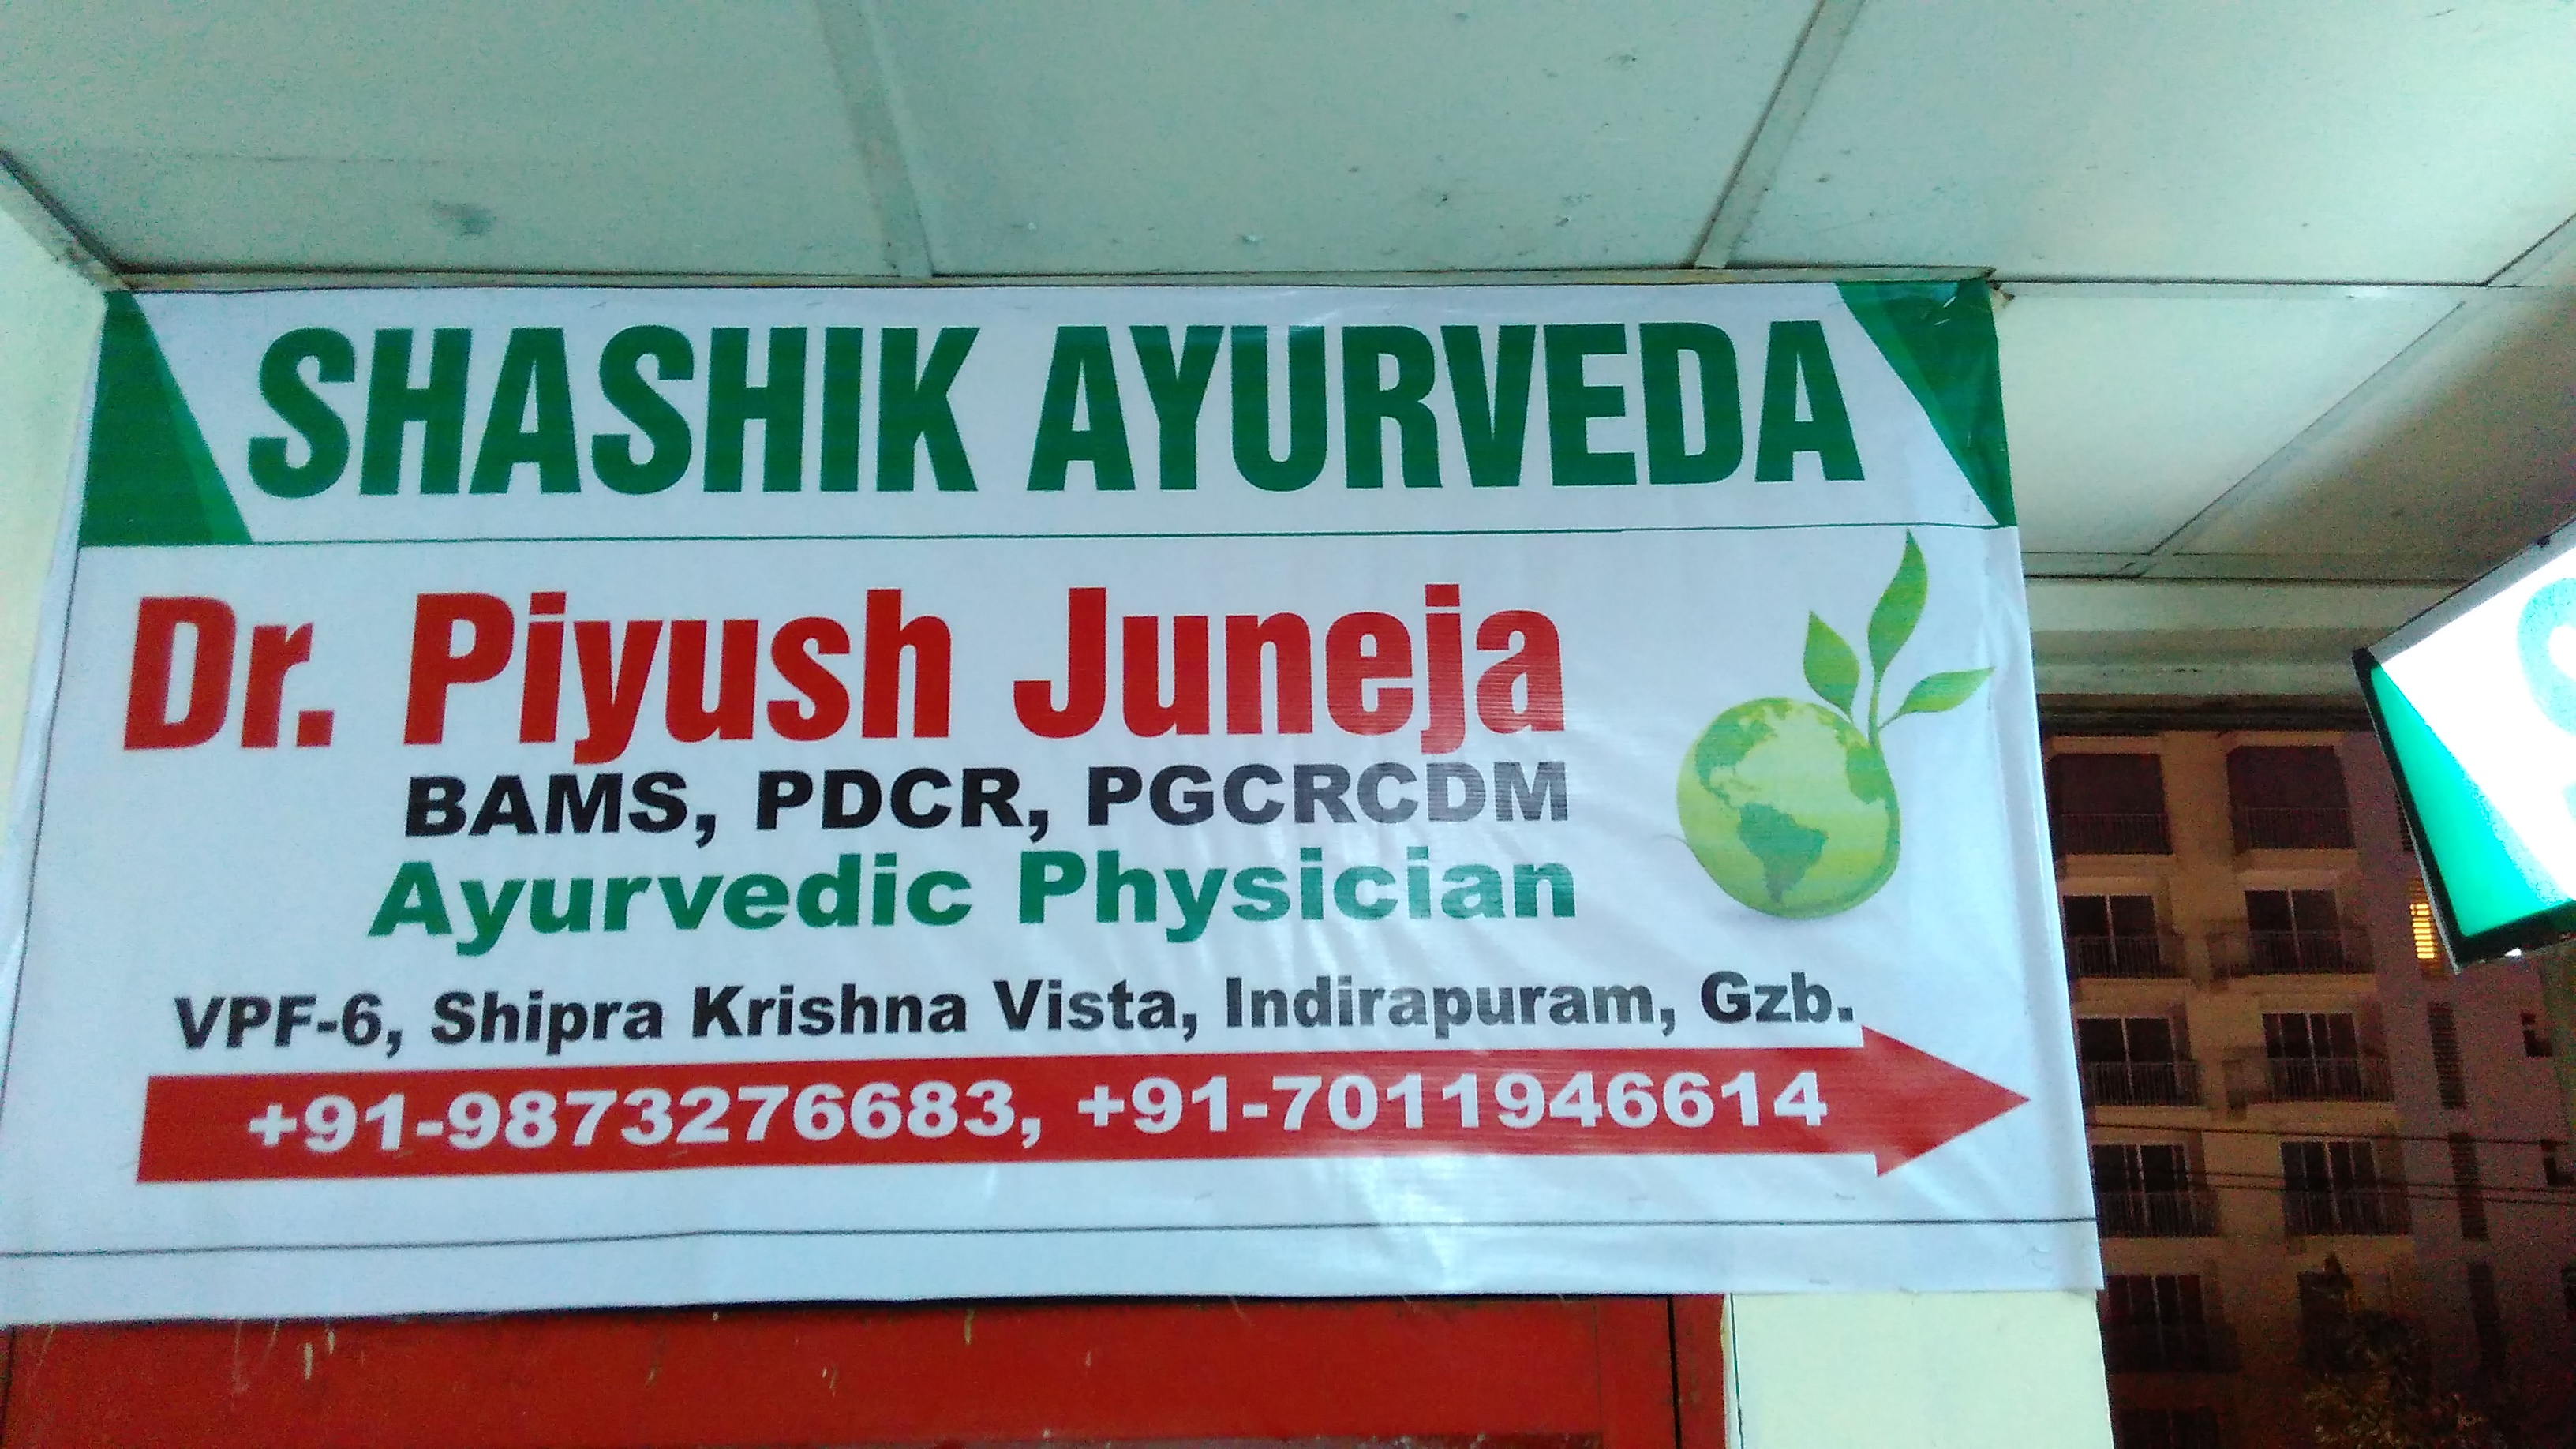 SHASHIK AYURVEDA
Dr. Piyush Juneja
BAMS, PDCR, PGCRCDM
Ayurvedic Physician
VPF-6, Shipra Krishna Vista, Indirapuram, Gzb.
+91-9873276683, +91-7011946614